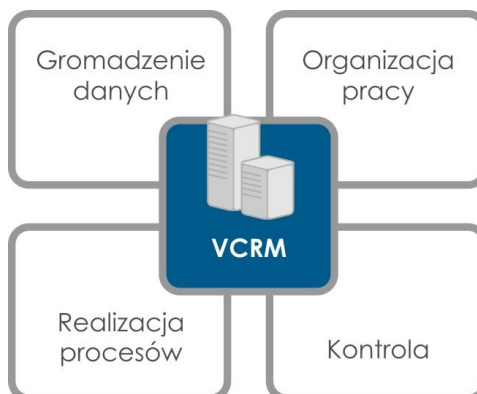 Gromadzenie
danych
Organizacja
pracy
VCRM
Realizacja
procesów
Kontrola